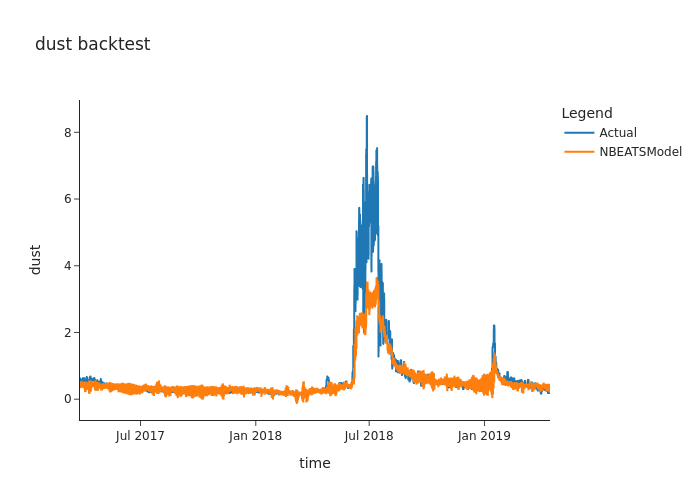 dust backtest
Legend
Actual
NBEATSModel
dust
8
6
4
2
0
Jul 2017
Jan 2018
Jul 2018
Jan 2019
time